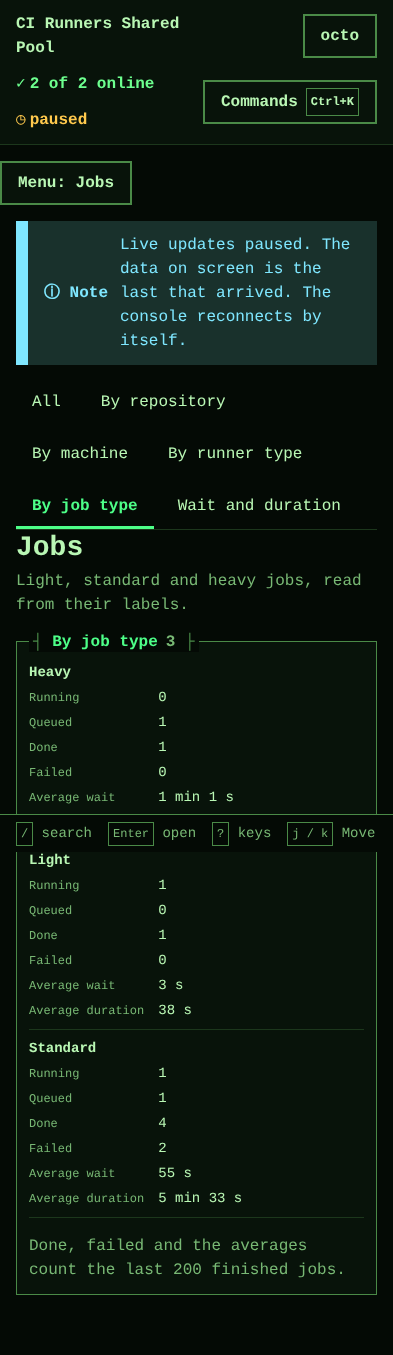 CI Runners Shared
Pool
octo
✓ 2 of 2 online
Commands Ctrl+K
◷ paused
Menu: Jobs
ⓘ Note
Live updates paused. The
data on screen is the
last that arrived. The
console reconnects by
itself.
All By repository
By machine By runner type
By job type Wait and duration
Jobs
Light, standard and heavy jobs, read
from their labels.
By job type 3
Heavy
Running 0
Queued 1
Done 1
Failed 0
Average wait 1 min 1 s
/ search Enter open ? keys j / k Move
Light
Running 1
Queued 0
Done 1
Failed 0
Average wait 3 s
Average duration 38 s
Standard
Running 1
Queued 1
Done 4
Failed 2
Average wait 55 s
Average duration 5 min 33 s
Done, failed and the averages
count the last 200 finished jobs.